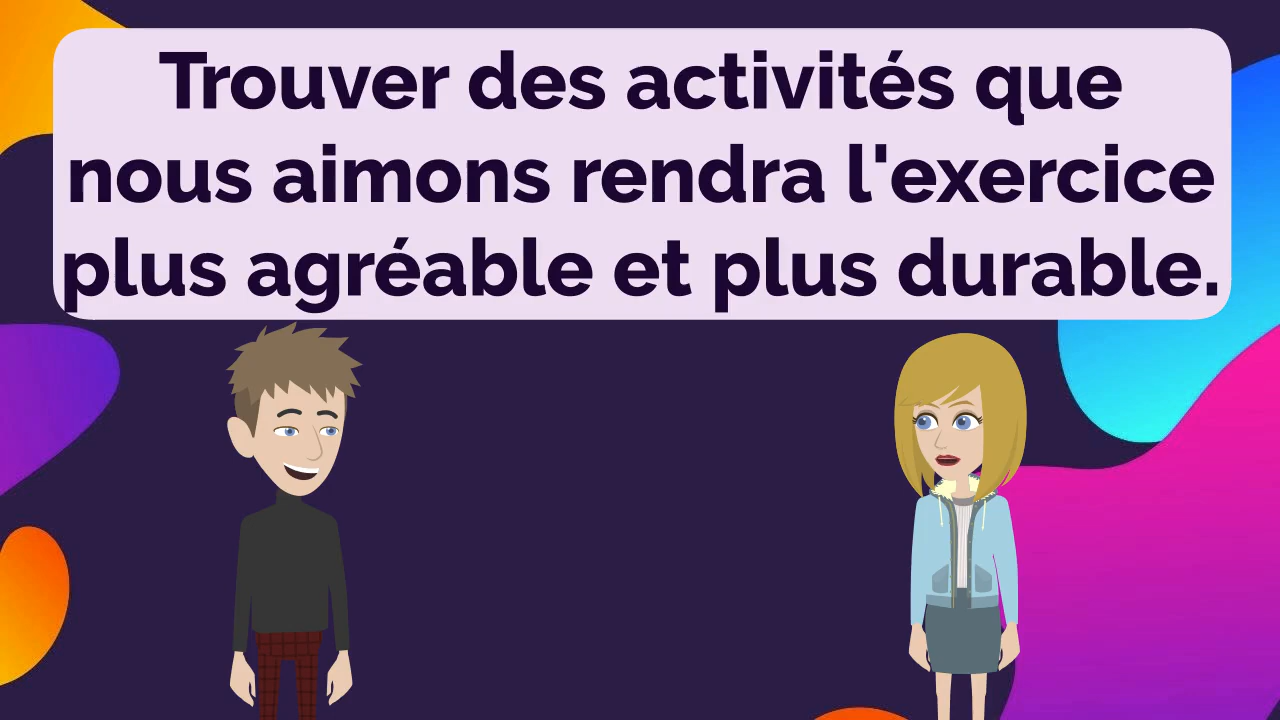 Trouver des activités que
nous aimons rendra l'exercice
plus agréable et plus durable.